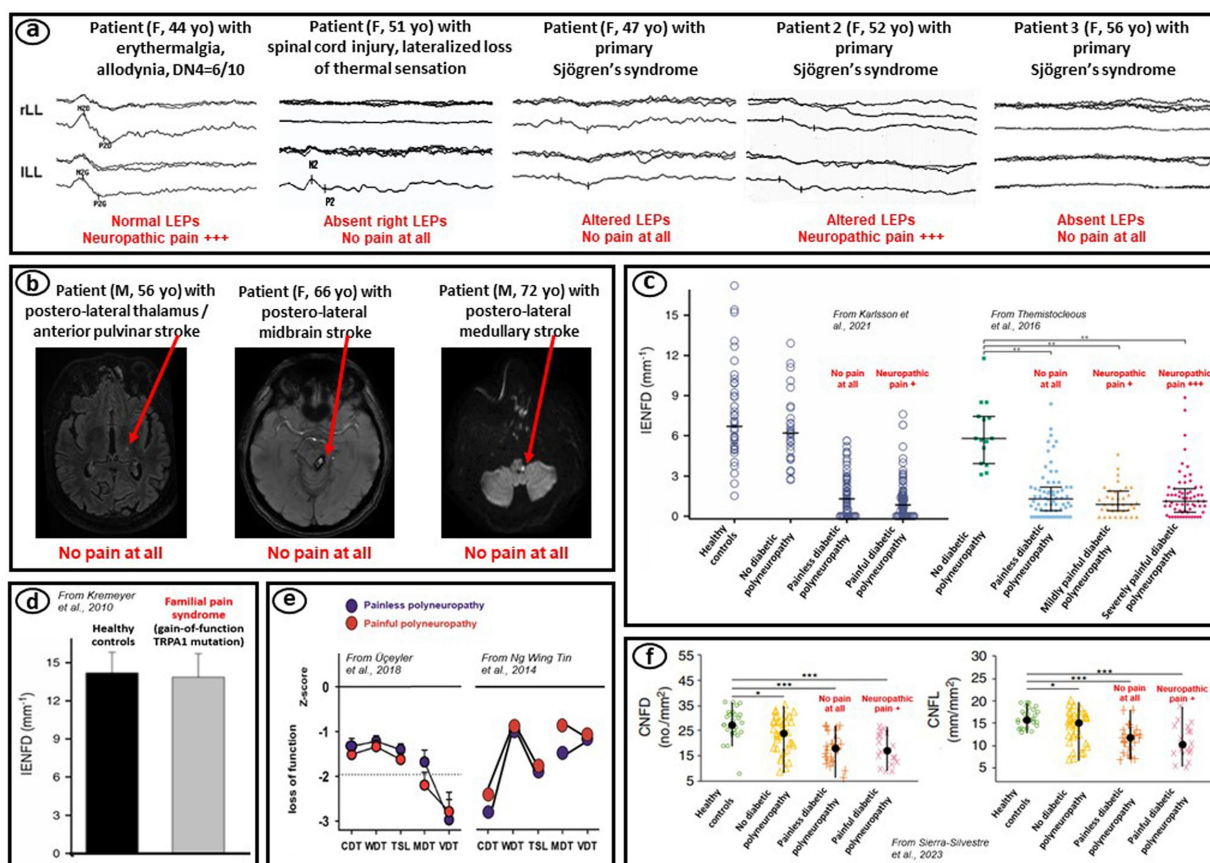 a
Patient (F, 44 yo) with
erythermalgia,
allodynia, DN4=6/10
Patient (F, 51 yo) with
spinal cord injury, lateralized loss
of thermal sensation
Patient (F, 47 yo) with
primary
Sjögren's syndrome
Patient 2 (F, 52 yo) with
primary
Sjögren's syndrome
Patient 3 (F, 56 yo) with
primary
Sjögren's syndrome
rLL
N2D
P2D
lLL
N2G
P2G
N2
P2
Normal LEPs
Neuropathic pain +++
Absent right LEPs
No pain at all
Altered LEPs
No pain at all
Altered LEPs
Neuropathic pain +++
Absent LEPs
No pain at all
b
Patient (M, 56 yo) with
postero-lateral thalamus /
anterior pulvinar stroke
Patient (F, 66 yo) with
postero-lateral
midbrain stroke
Patient (M, 72 yo) with
postero-lateral
medullary stroke
No pain at all
No pain at all
No pain at all
c
From Karlsson et al.,
2021
From Themistocleous
et al., 2016
IENFD (mm-1)
15
12
9
6
3
0
No pain
at all
Neuropathic
pain +
**
**
**
No pain
at all
Neuropathic
pain +
Neuropathic
pain +++
Healthy
controls
No diabetic
polyneuropathy
Painless diabetic
polyneuropathy
Painful diabetic
polyneuropathy
No diabetic
polyneuropathy
Painless diabetic
polyneuropathy
Mildly painful diabetic
polyneuropathy
Severely painful diabetic
polyneuropathy
d
From Kremeyer
et al., 2010
Healthy
controls
Familial pain
syndrome
(gain-of-function
TRPA1 mutation)
IENFD (mm-1)
15
12
9
6
3
0
e
Painless polyneuropathy
Painful polyneuropathy
From Üçeyler
et al., 2018
From Ng Wing Tin
et al., 2014
Z-score
loss of function
0
-1
-2
-3
CDT WDT TSL MDT VDT
CDT WDT TSL MDT VDT
f
CNFD
(no./mm2)
55
45
35
25
15
5
***
***
*
No pain
at all
Neuropathic
pain +
Healthy
controls
No diabetic
polyneuropathy
Painless diabetic
polyneuropathy
Painful diabetic
polyneuropathy
CNFL
(mm/mm2)
30
25
20
15
10
5
***
***
*
No pain
at all
Neuropathic
pain +
Healthy
controls
No diabetic
polyneuropathy
Painless diabetic
polyneuropathy
Painful diabetic
polyneuropathy
From Sierra-Silvestre
et al., 2023